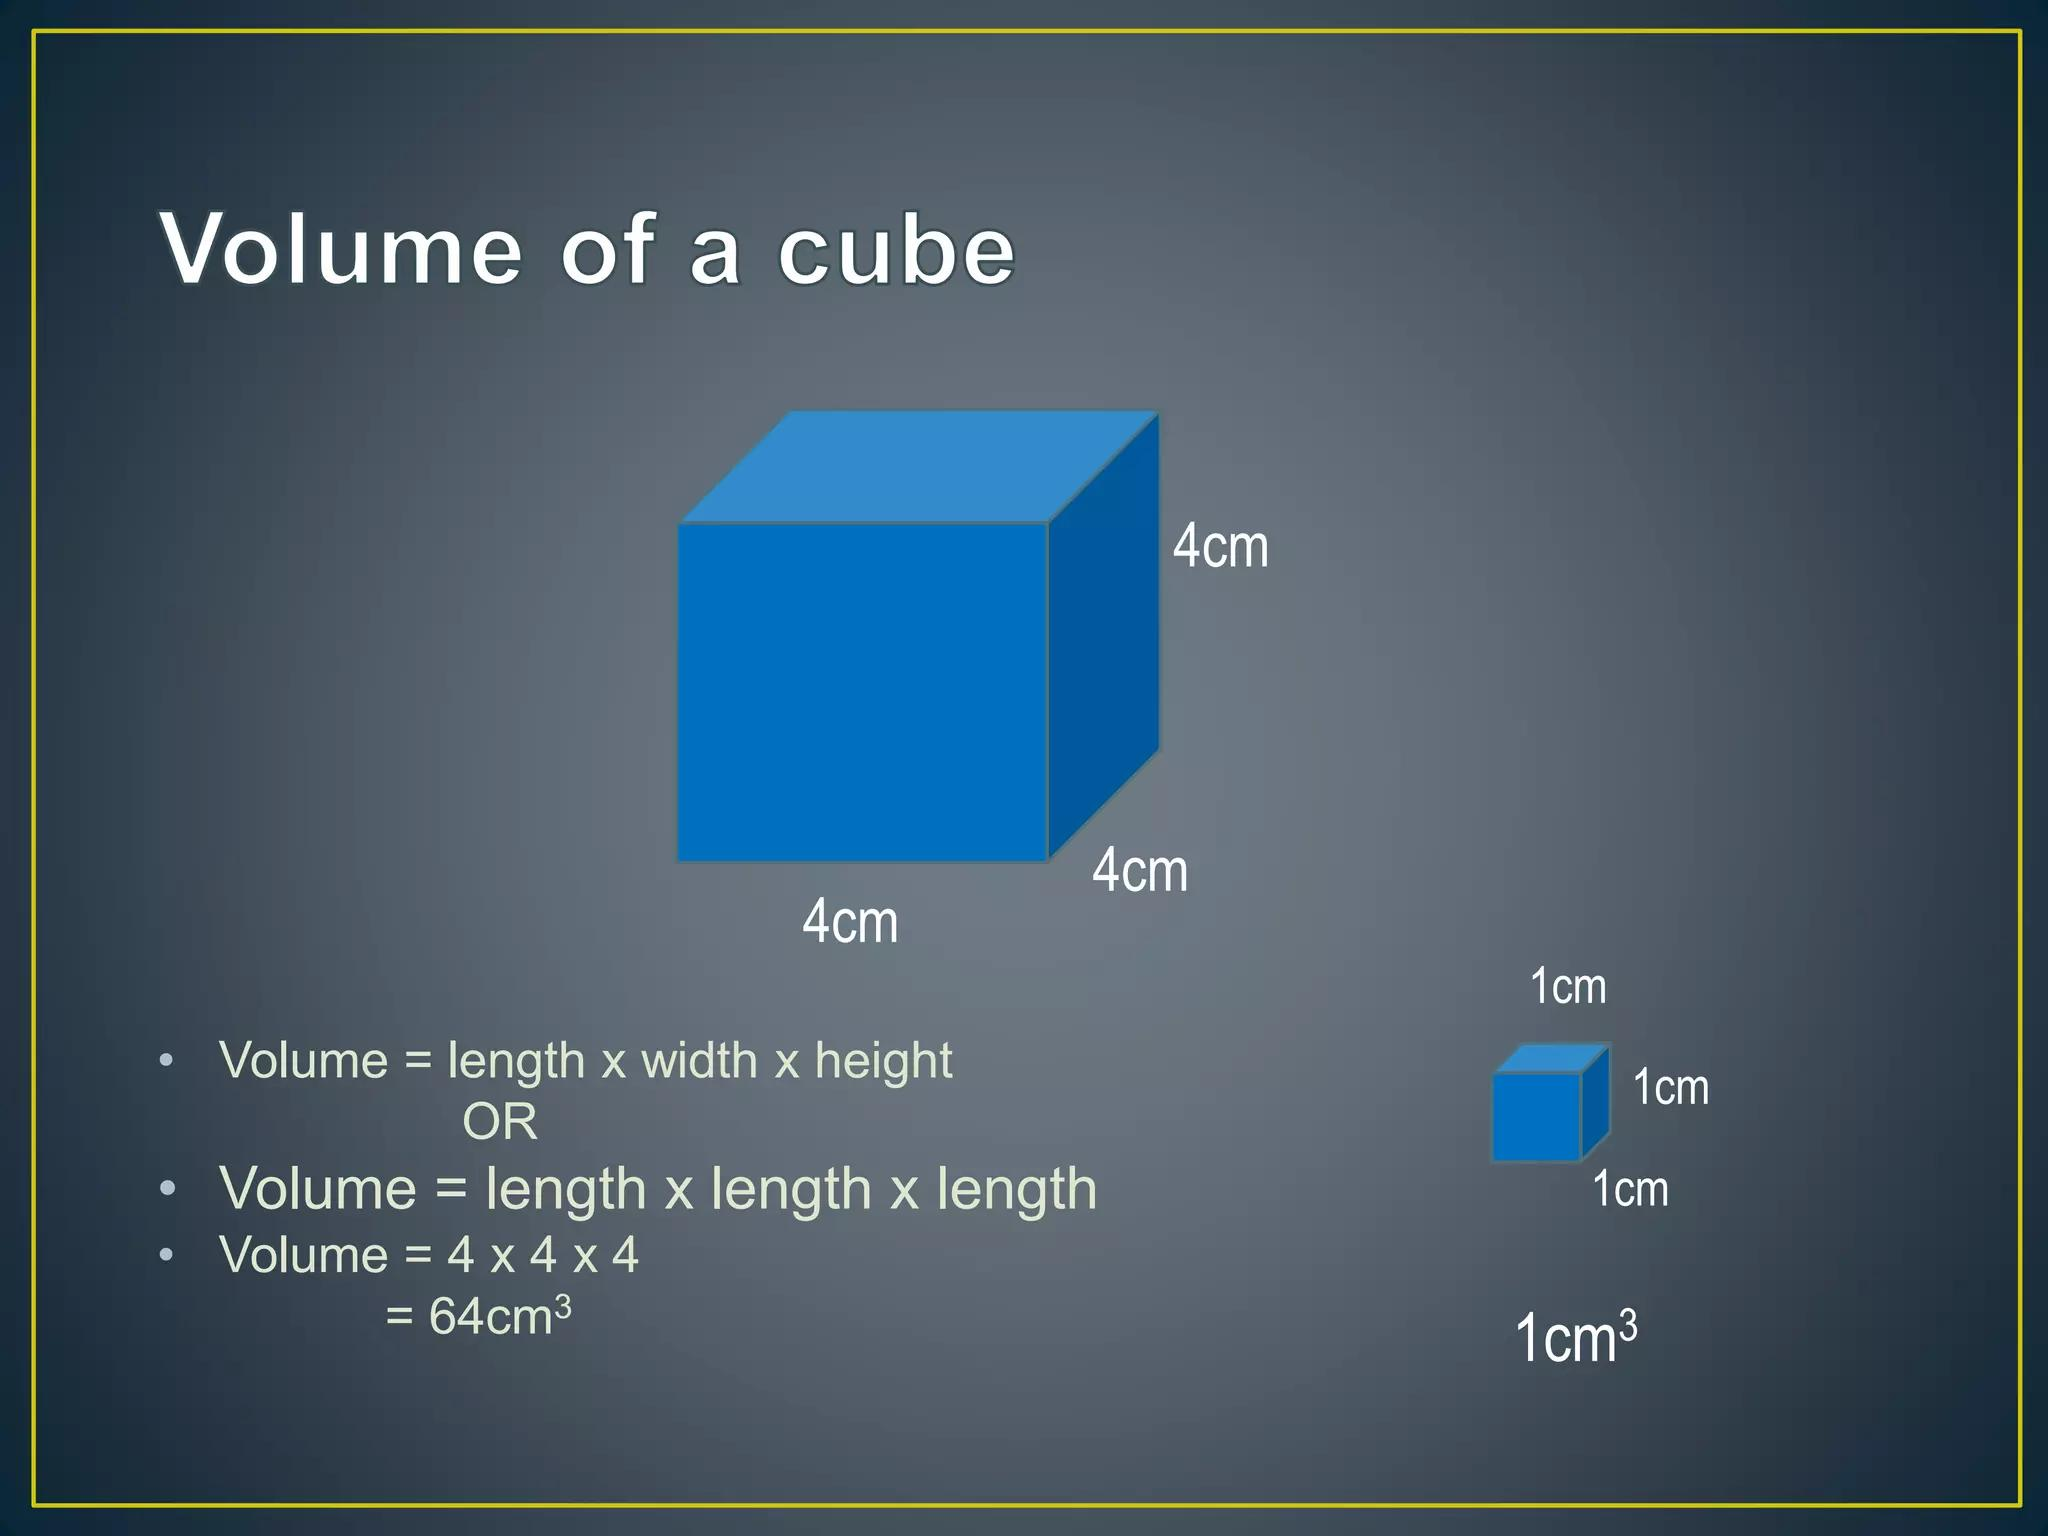 Volume of a cube
4cm
4cm
4cm
1cm
1cm
1cm
1cm³
• Volume = length x width x height
OR
• Volume = length x length x length
• Volume = 4 x 4 x 4
= 64cm³